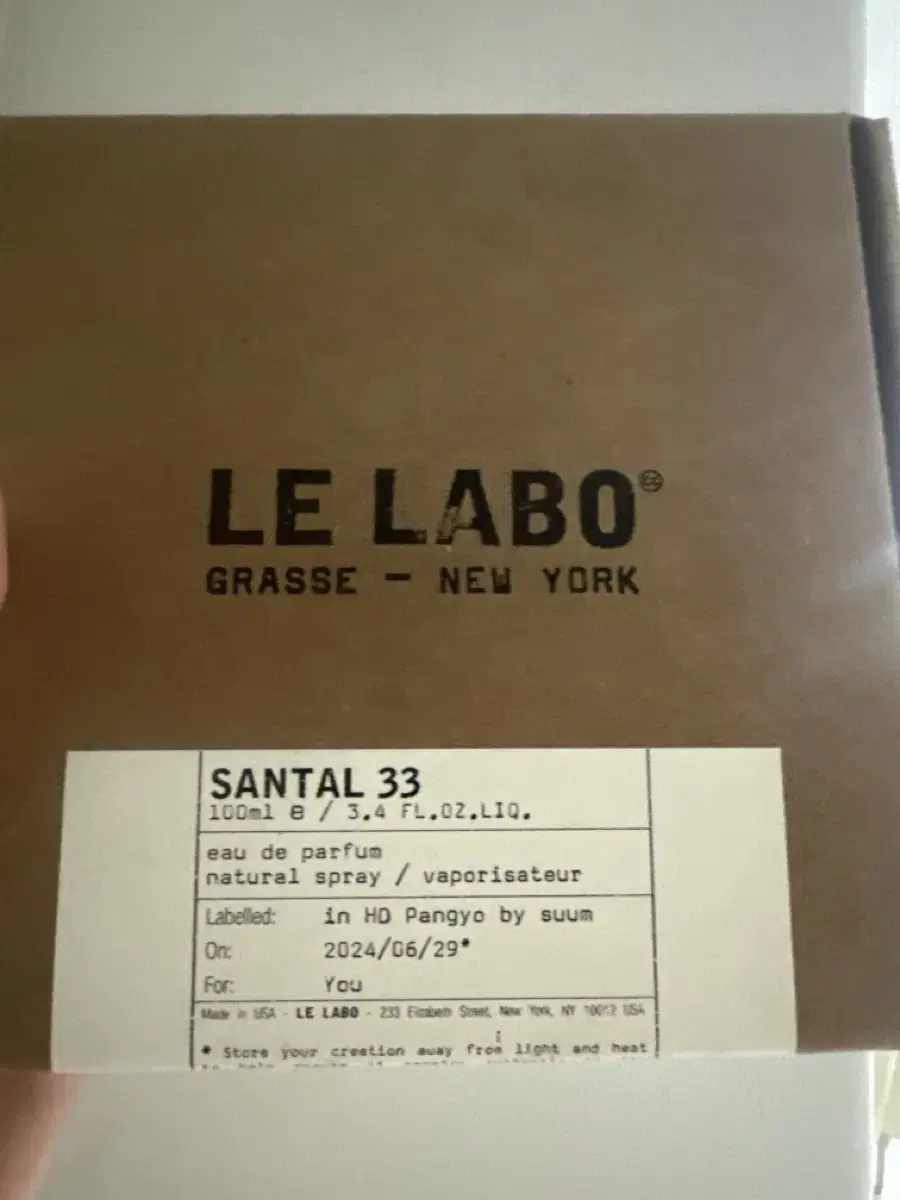 LE LABO®
GRASSE - NEW YORK
SANTAL 33
100ml e / 3.4 FL.OZ.LIQ.
eau de parfum
natural spray / vaporisateur
Labelled: in HD Pangyo by suum
On: 2024/06/29*
For: You
Made in USA - LE LABO - 233 Elizabeth Street, New York, NY 10012 USA
* Store your creation away from light and heat